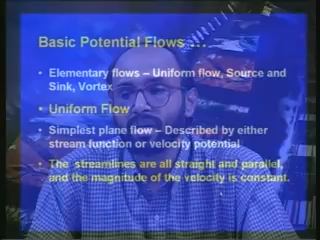 Basic Potential Flows ...
• Elementary flows – Uniform flow, Source and
Sink, Vortex
• Uniform Flow
• Simplest plane flow – Described by either
stream function or velocity potential
• The streamlines are all straight and parallel,
and the magnitude of the velocity is constant.